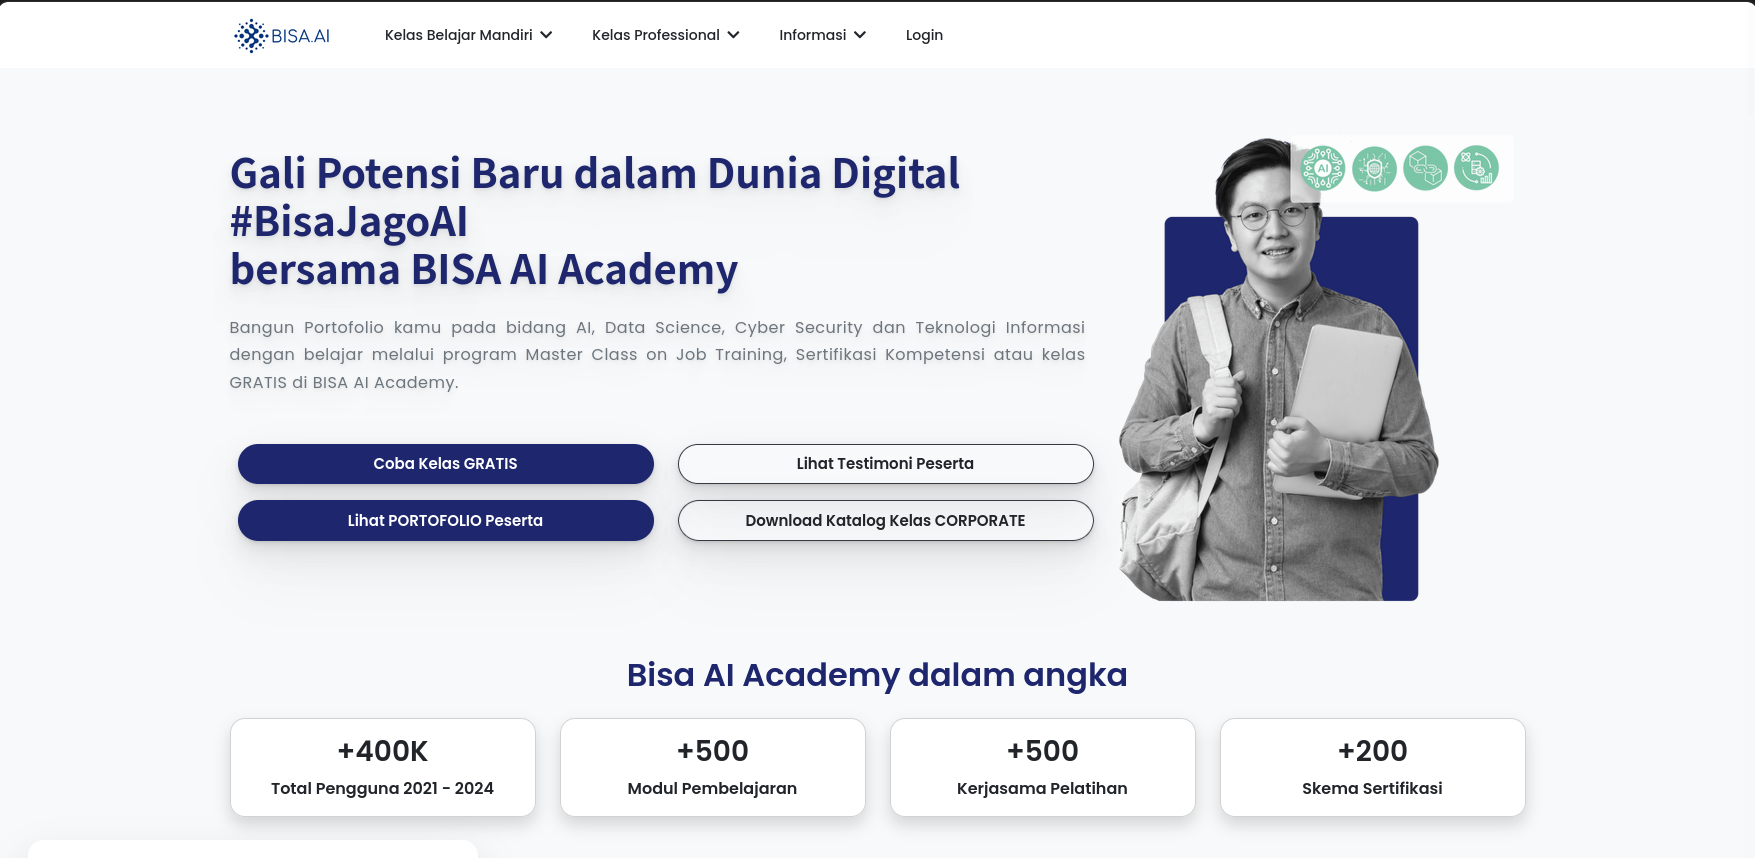 BISA.AI
Kelas Belajar Mandiri
Kelas Professional
Informasi
Login
Gali Potensi Baru dalam Dunia Digital
#BisaJagoAI
bersama BISA AI Academy
Bangun Portofolio kamu pada bidang AI, Data Science, Cyber Security dan Teknologi Informasi
dengan belajar melalui program Master Class on Job Training, Sertifikasi Kompetensi atau kelas
GRATIS di BISA AI Academy.
Coba Kelas GRATIS
Lihat Testimoni Peserta
Lihat PORTOFOLIO Peserta
Download Katalog Kelas CORPORATE
AI
Bisa AI Academy dalam angka
+400K
Total Pengguna 2021 - 2024
+500
Modul Pembelajaran
+500
Kerjasama Pelatihan
+200
Skema Sertifikasi